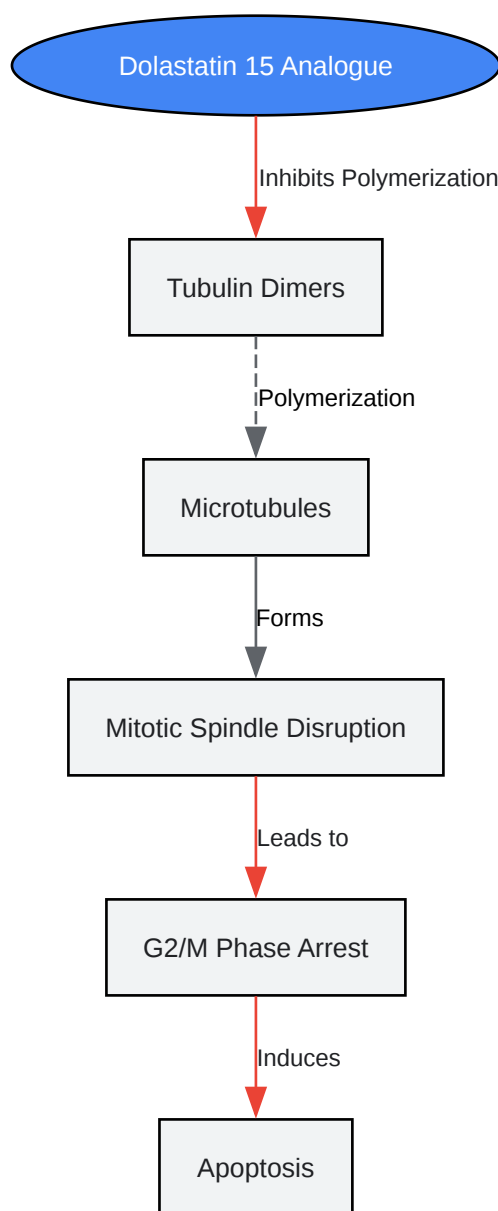 Dolastatin 15 Analogue
Inhibits Polymerization
Tubulin Dimers
Polymerization
Microtubules
Forms
Mitotic Spindle Disruption
Leads to
G2/M Phase Arrest
Induces
Apoptosis